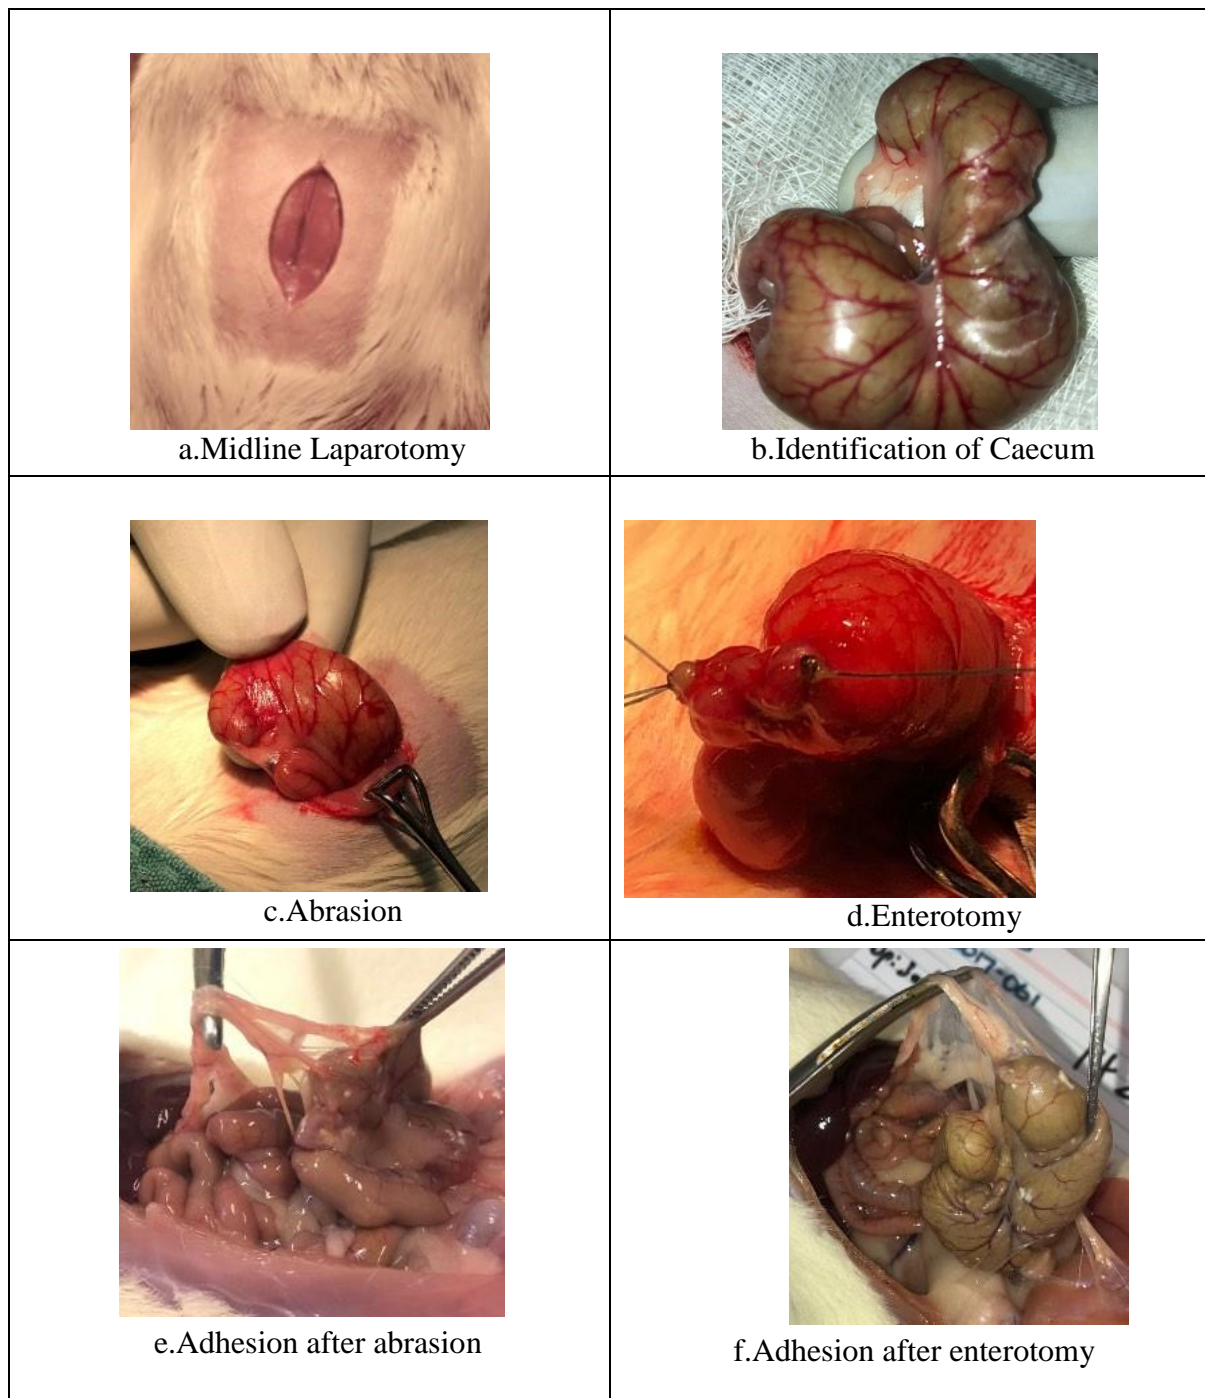 a.Midline Laparotomy
b.Identification of Caecum
c.Abrasion
d.Enterotomy
e.Adhesion after abrasion
f.Adhesion after enterotomy